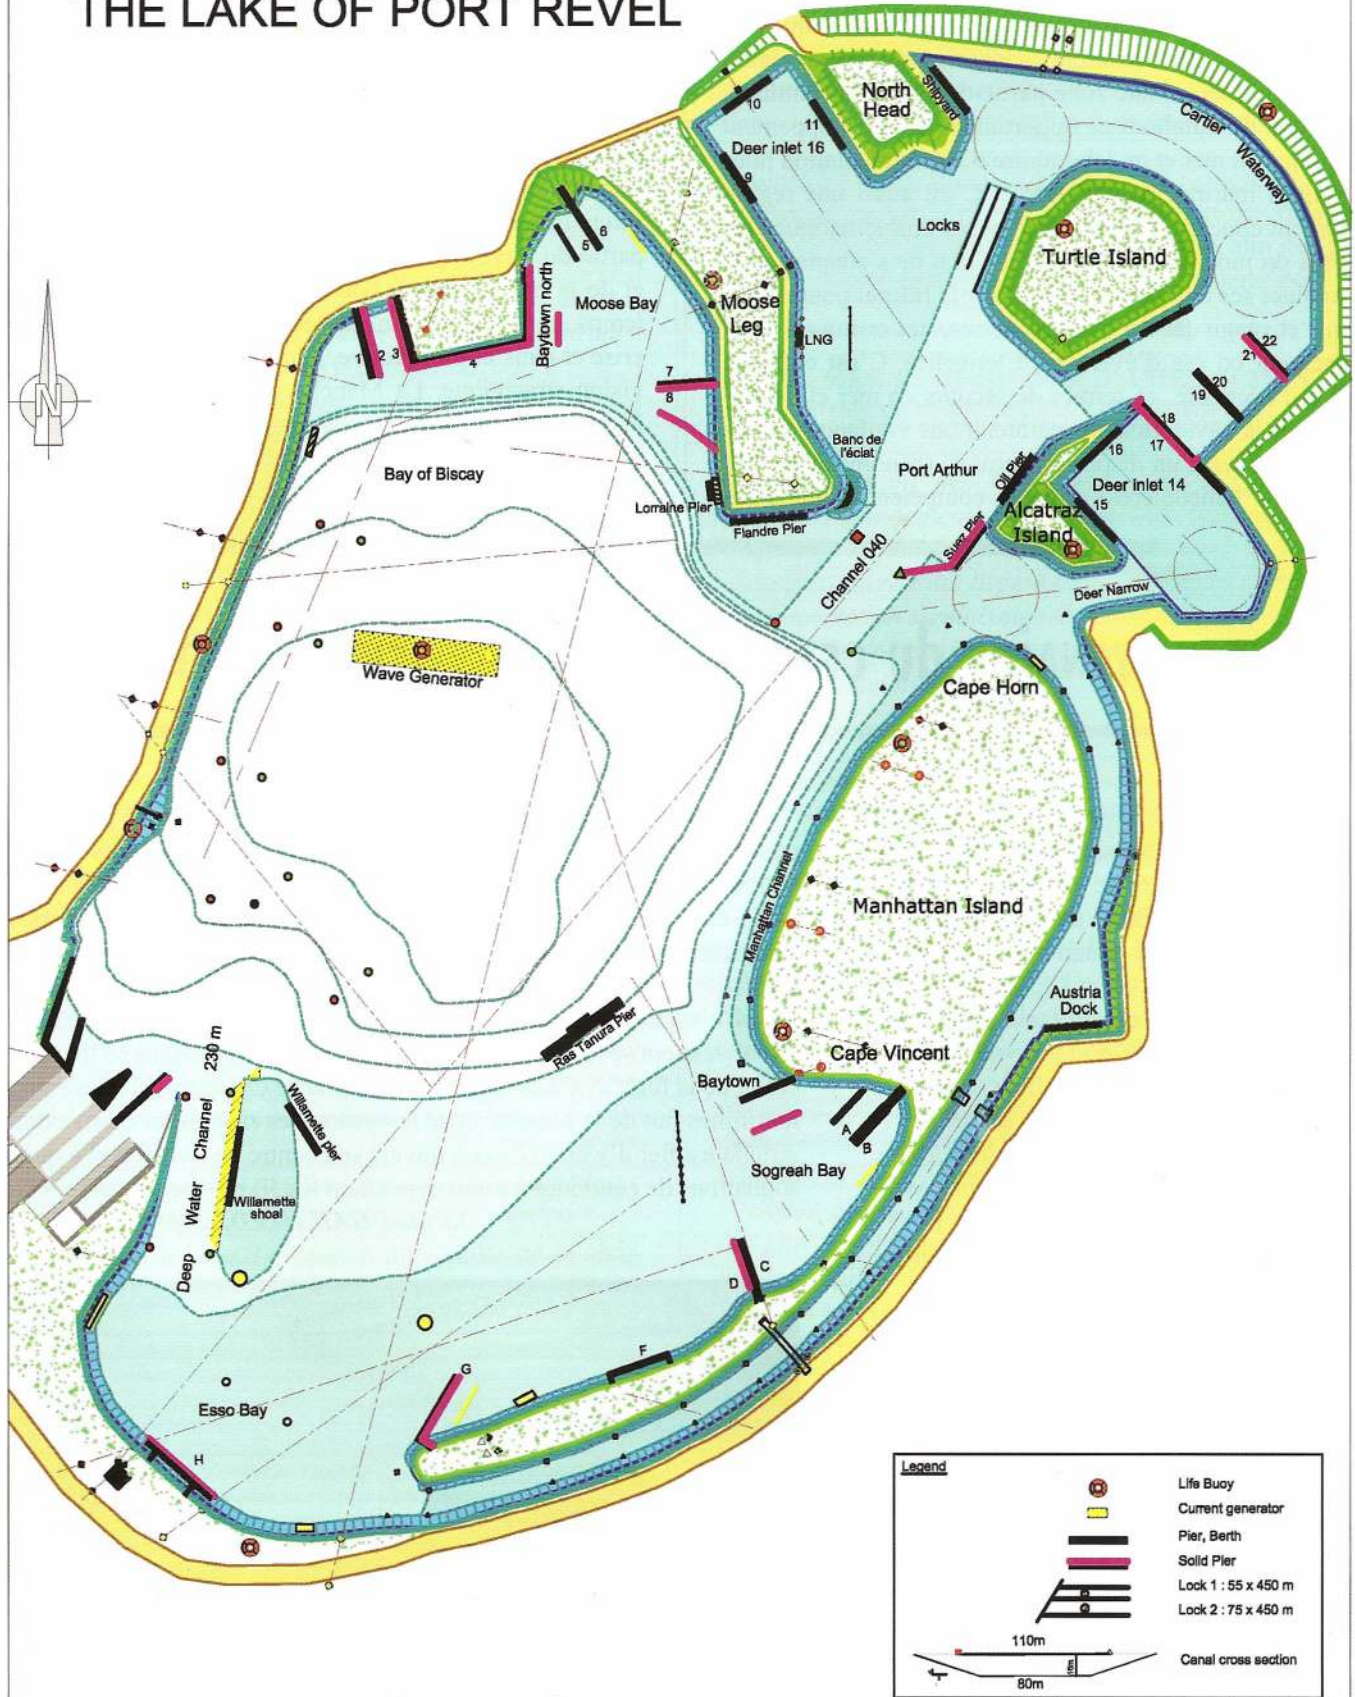 THE LAKE OF PORT REVEL
North
Head
Shipyard
10
11
Deer inlet 16
9
Cartier
Waterway
Locks
Turtle Island
6
5
Moose Bay
Baytown north
Moose
Leg
LNG
1
2
3
4
7
8
22
21
20
19
18
17
16
15
N
Bay of Biscay
Banc de
l'éclat
Port Arthur
Oil Pier
Deer inlet 14
Lorraine Pier
Flandre Pier
Alcatraz
Island
Suez Pier
Channel 040
Deer Narrow
Wave Generator
Cape Horn
Manhattan Channel
Manhattan Island
Austria
Dock
Ras Tanura Pier
Cape Vincent
Baytown
A
B
Sogreah Bay
230 m
Deep Water Channel
Willamette pier
Willamette
shoal
C
D
F
G
Esso Bay
H
Legend
Life Buoy
Current generator
Pier, Berth
Solid Pier
Lock 1 : 55 x 450 m
Lock 2 : 75 x 450 m
110m
80m
Canal cross section